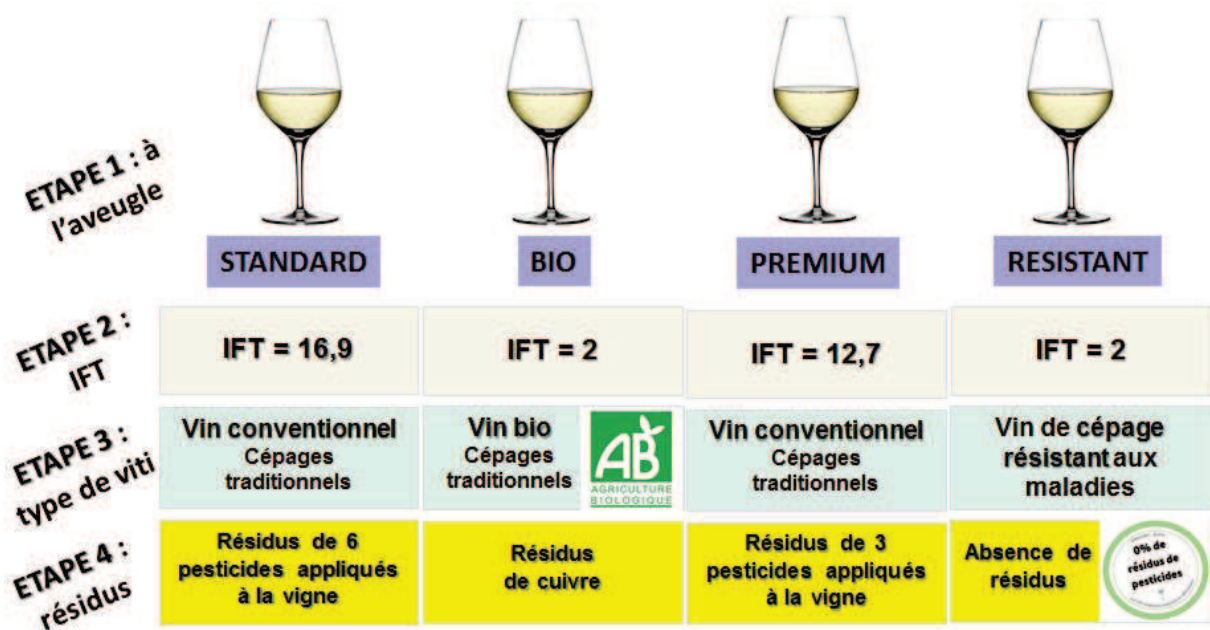 ETAPE 1 : à
l'aveugle
STANDARD
BIO
PREMIUM
RESISTANT
ETAPE 2 :
IFT
IFT = 16,9
IFT = 2
IFT = 12,7
IFT = 2
ETAPE 3 :
type de viti
Vin conventionnel
Cépages
traditionnels
Vin bio
Cépages
traditionnels
AB
AGRICULTURE
BIOLOGIQUE
Vin conventionnel
Cépages
traditionnels
Vin de cépage
résistant aux
maladies
ETAPE 4 :
résidus
Résidus de 6
pesticides appliqués
à la vigne
Résidus
de cuivre
Résidus de 3
pesticides appliqués
à la vigne
Absence de
résidus
0% de
résidus de
pesticides